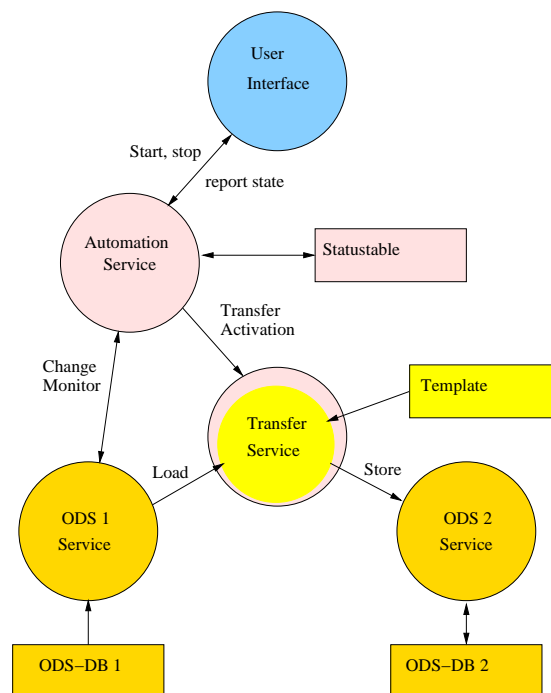 User
Interface
Start, stop
report state
Automation
Service
Statustable
Transfer
Activation
Change
Monitor
Template
Transfer
Service
Load
Store
ODS 1
Service
ODS 2
Service
ODS−DB 1
ODS−DB 2